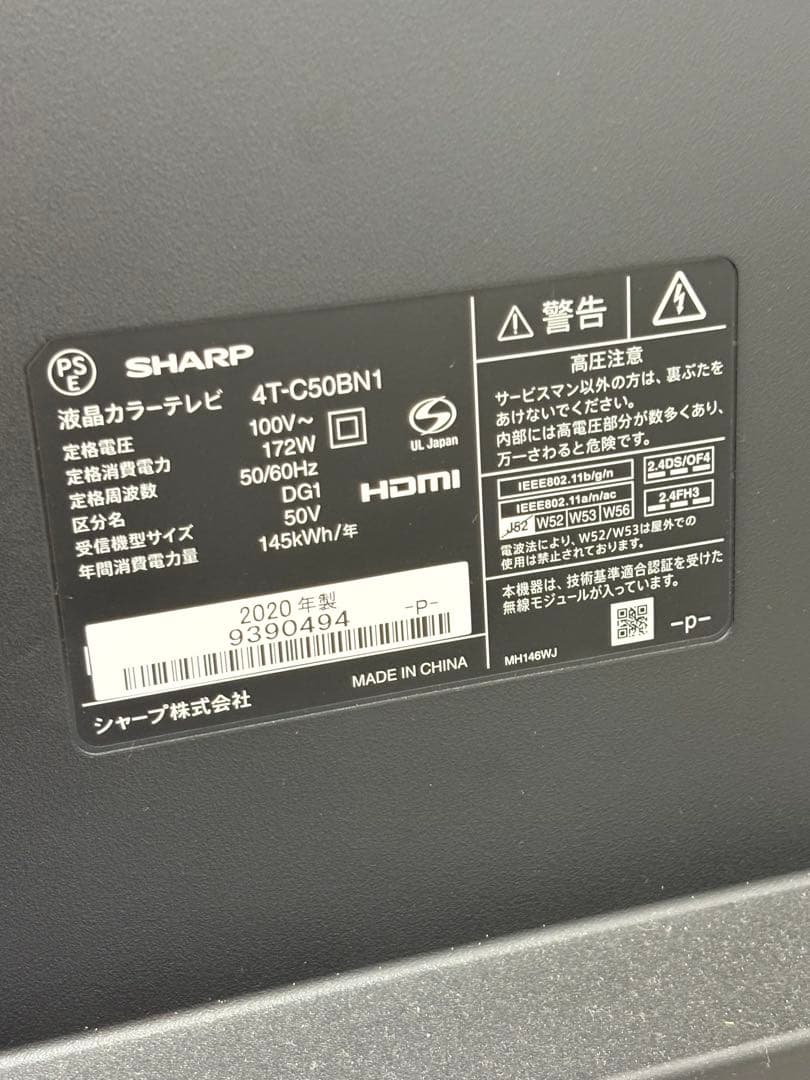 PS
E
SHARP
液晶カラーテレビ 4T-C50BN1
定格電圧 100V～
定格消費電力 172W
定格周波数 50/60Hz
区分名 DG1
受信機型サイズ 50V
年間消費電力量 145kWh/年
UL Japan
HDMI
2020 年製
9390494 -P-
MADE IN CHINA
シャープ株式会社
警告
高圧注意
サービスマン以外の方は、裏ぶたを
あけないでください。
内部には高電圧部分が数多くあり、
万一さわると危険です。
IEEE802.11b/g/n
IEEE802.11a/n/ac
J52 W52 W53 W56
2.4DS/OF4
2.4FH3
電波法により、W52/W53は屋外での
使用は禁止されております。
本機器は、技術基準適合認証を受けた
無線モジュールが入っています。
MH146WJ
-p-